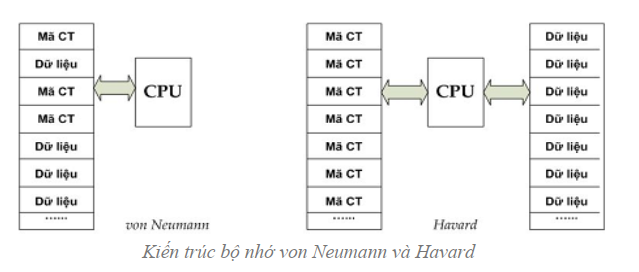 Mã CT
Dữ liệu
Mã CT
Mã CT
Dữ liệu
Dữ liệu
Dữ liệu
......
CPU
von Neumann
Mã CT
Mã CT
Mã CT
Mã CT
Mã CT
Mã CT
Mã CT
......
CPU
Dữ liệu
Dữ liệu
Dữ liệu
Dữ liệu
Dữ liệu
Dữ liệu
Dữ liệu
......
Havard
Kiến trúc bộ nhớ von Neumann và Havard